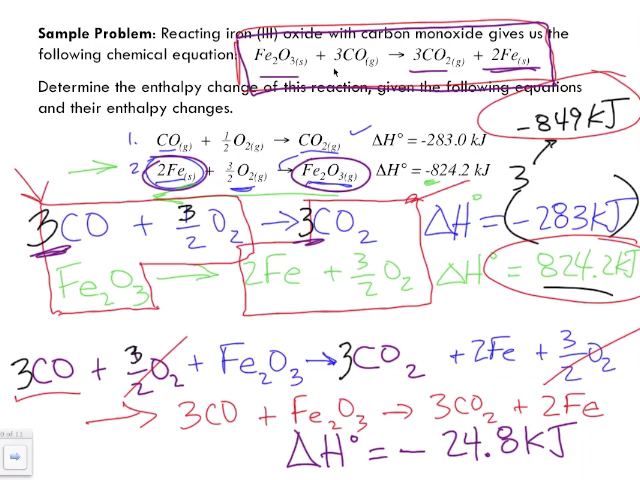 Sample Problem: Reacting iron (III) oxide with carbon monoxide gives us the
following chemical equation: Fe₂O₃(s) + 3CO(g) → 3CO₂(g) + 2Fe(s)
Determine the enthalpy change of this reaction, given the following equations
and their enthalpy changes.
-849kJ
1. CO(g) + 1/2 O₂(g) → CO₂(g) ✓ ΔH° = -283.0 kJ
2. 2Fe(s) + 3/2 O₂(g) → Fe₂O₃(g) ΔH° = -824.2 kJ
3CO + 3/2 O₂ → 3CO₂ ΔH° = 3(-283kJ)
Fe₂O₃ → 2Fe + 3/2 O₂ ΔH° = 824.2kJ
3CO + 3/2 O₂ + Fe₂O₃ → 3CO₂ + 2Fe + 3/2 O₂
→ 3CO + Fe₂O₃ → 3CO₂ + 2Fe
ΔH° = - 24.8kJ